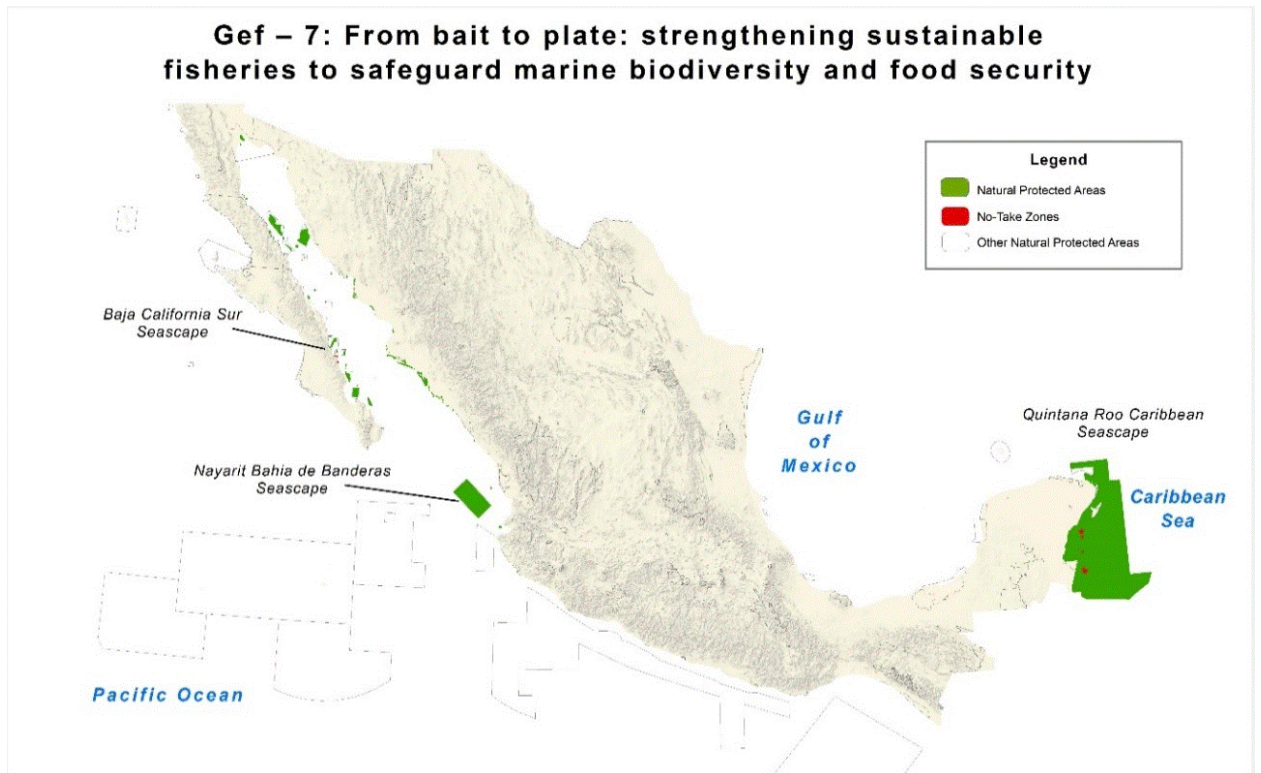 Gef – 7: From bait to plate: strengthening sustainable
fisheries to safeguard marine biodiversity and food security
Legend
Natural Protected Areas
No-Take Zones
Other Natural Protected Areas
Baja California Sur
Seascape
Nayarit Bahia de Banderas
Seascape
Gulf
of
Mexico
Quintana Roo Caribbean
Seascape
Caribbean
Sea
Pacific Ocean